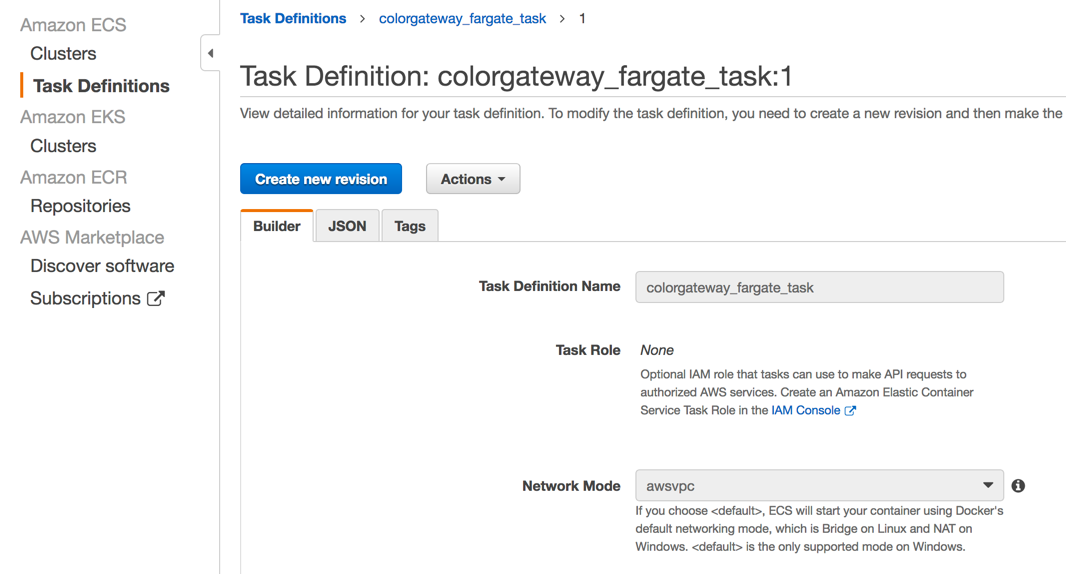 Amazon ECS
Clusters
Task Definitions
Amazon EKS
Clusters
Amazon ECR
Repositories
AWS Marketplace
Discover software
Subscriptions
Task Definitions > colorgateway_fargate_task > 1
Task Definition: colorgateway_fargate_task:1
View detailed information for your task definition. To modify the task definition, you need to create a new revision and then make the
Create new revision
Actions
Builder
JSON
Tags
Task Definition Name
colorgateway_fargate_task
Task Role
None
Optional IAM role that tasks can use to make API requests to
authorized AWS services. Create an Amazon Elastic Container
Service Task Role in the IAM Console
Network Mode
awsvpc
If you choose <default>, ECS will start your container using Docker's
default networking mode, which is Bridge on Linux and NAT on
Windows. <default> is the only supported mode on Windows.